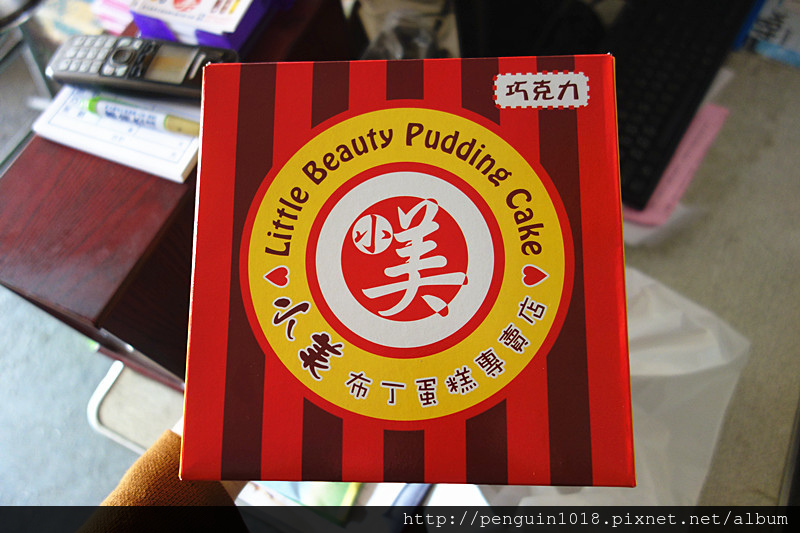 巧克力
Little Beauty Pudding Cake
小美
小美布丁蛋糕專賣店
http://penguin1018.pixnet.net/album